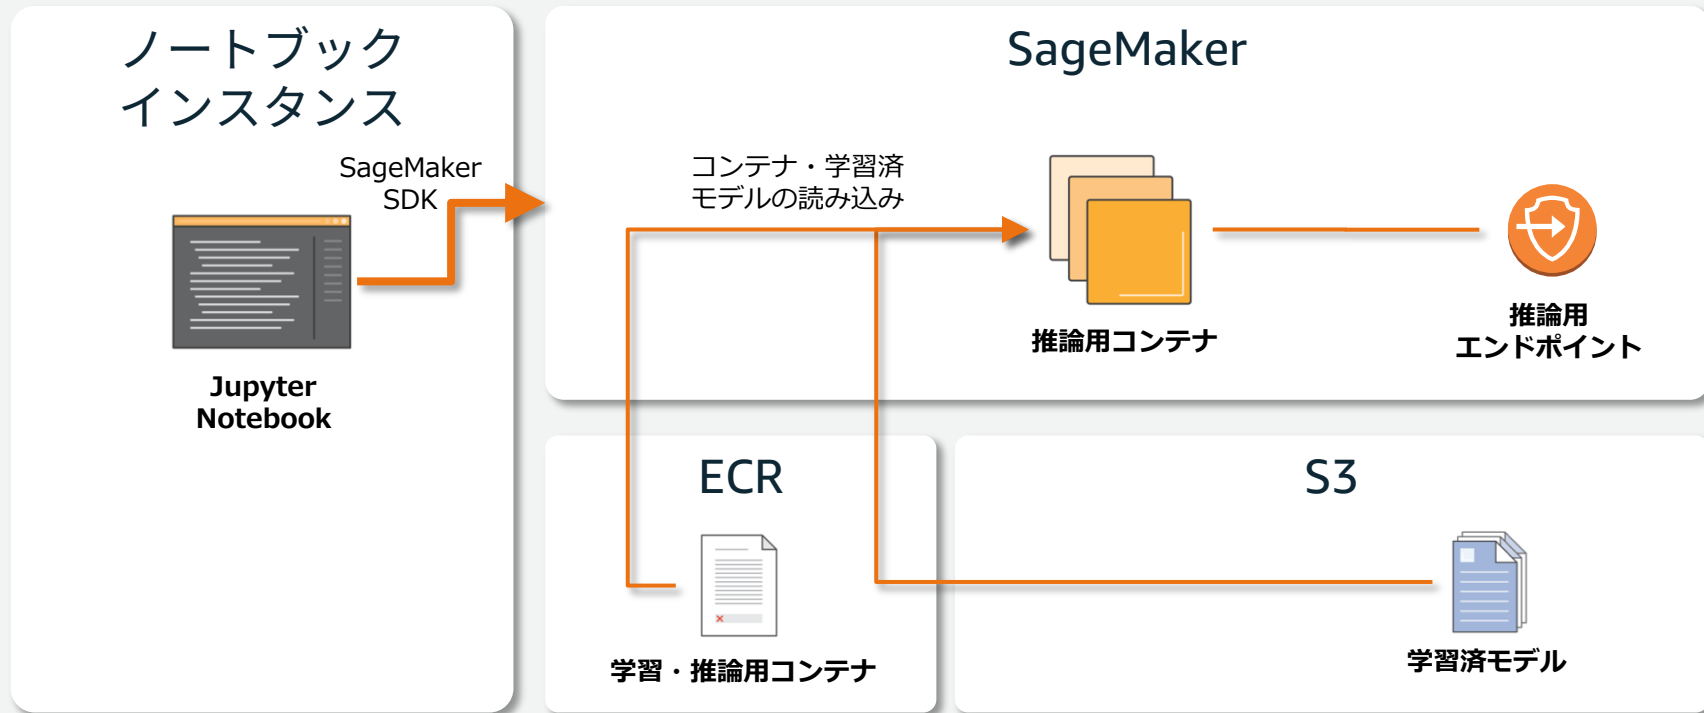 ノートブック
インスタンス
SageMaker
SDK
Jupyter
Notebook
SageMaker
コンテナ・学習済
モデルの読み込み
推論用コンテナ
推論用
エンドポイント
ECR
学習・推論用コンテナ
S3
学習済モデル